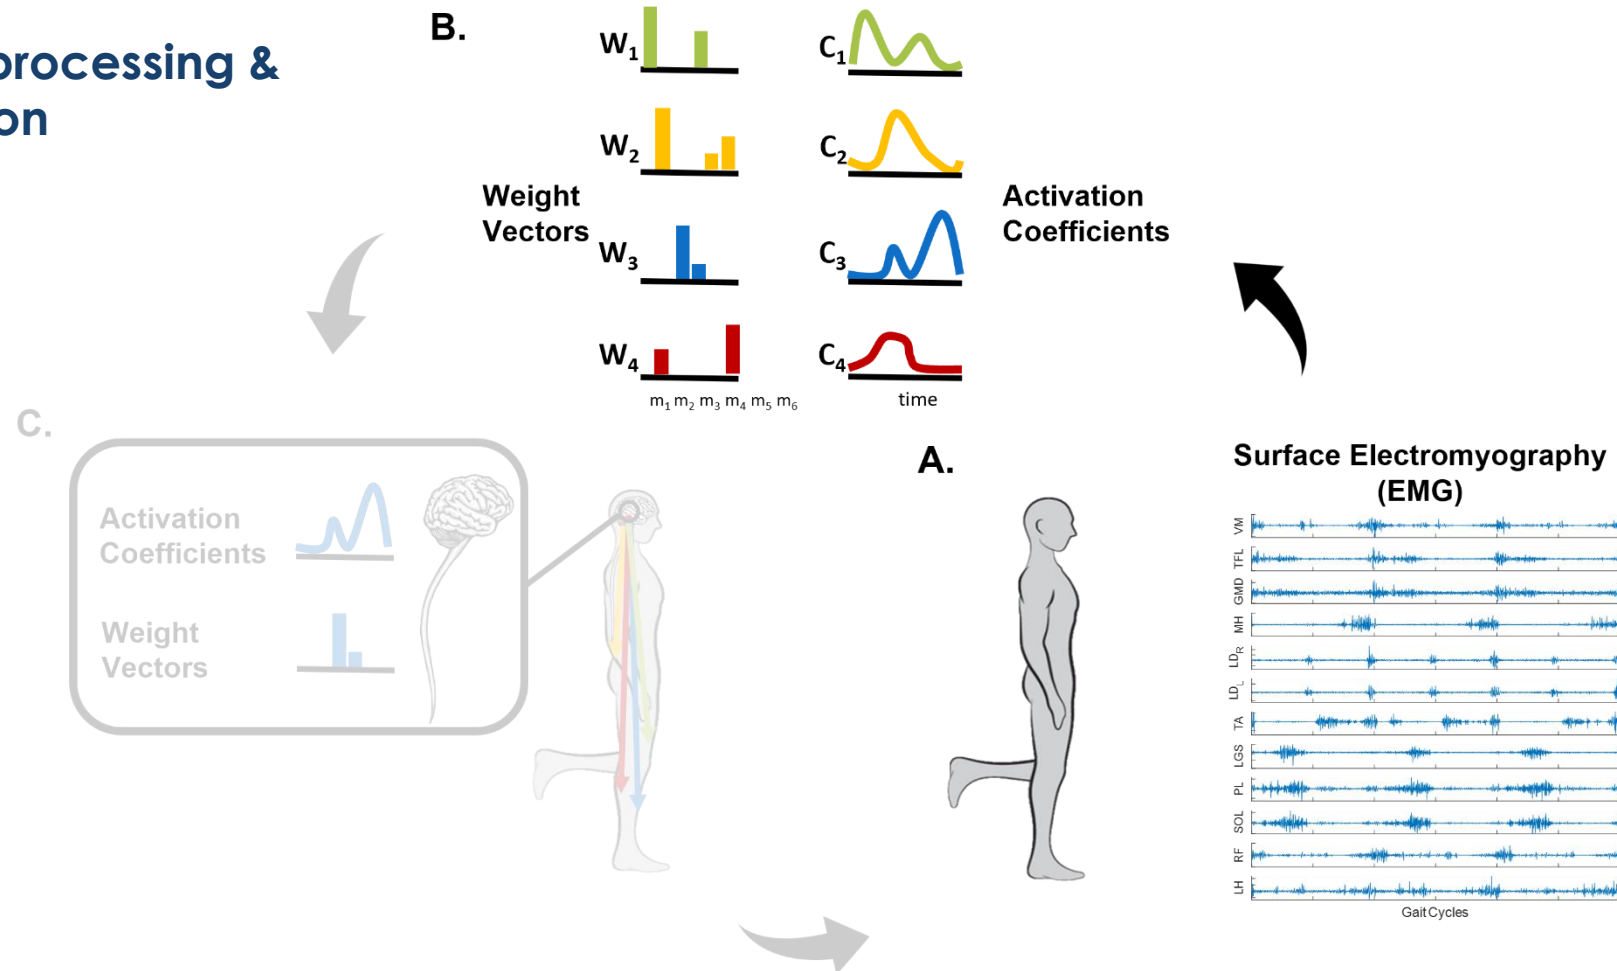 processing &
on
B.
W1
C1
W2
C2
Weight
Vectors
Activation
Coefficients
W3
C3
W4
C4
m1 m2 m3 m4 m5 m6
time
C.
Activation
Coefficients
Weight
Vectors
A.
Surface Electromyography
(EMG)
VM
TFL
GMD
MH
LDR
LDL
TA
LGS
PL
SOL
RF
LH
Gait Cycles